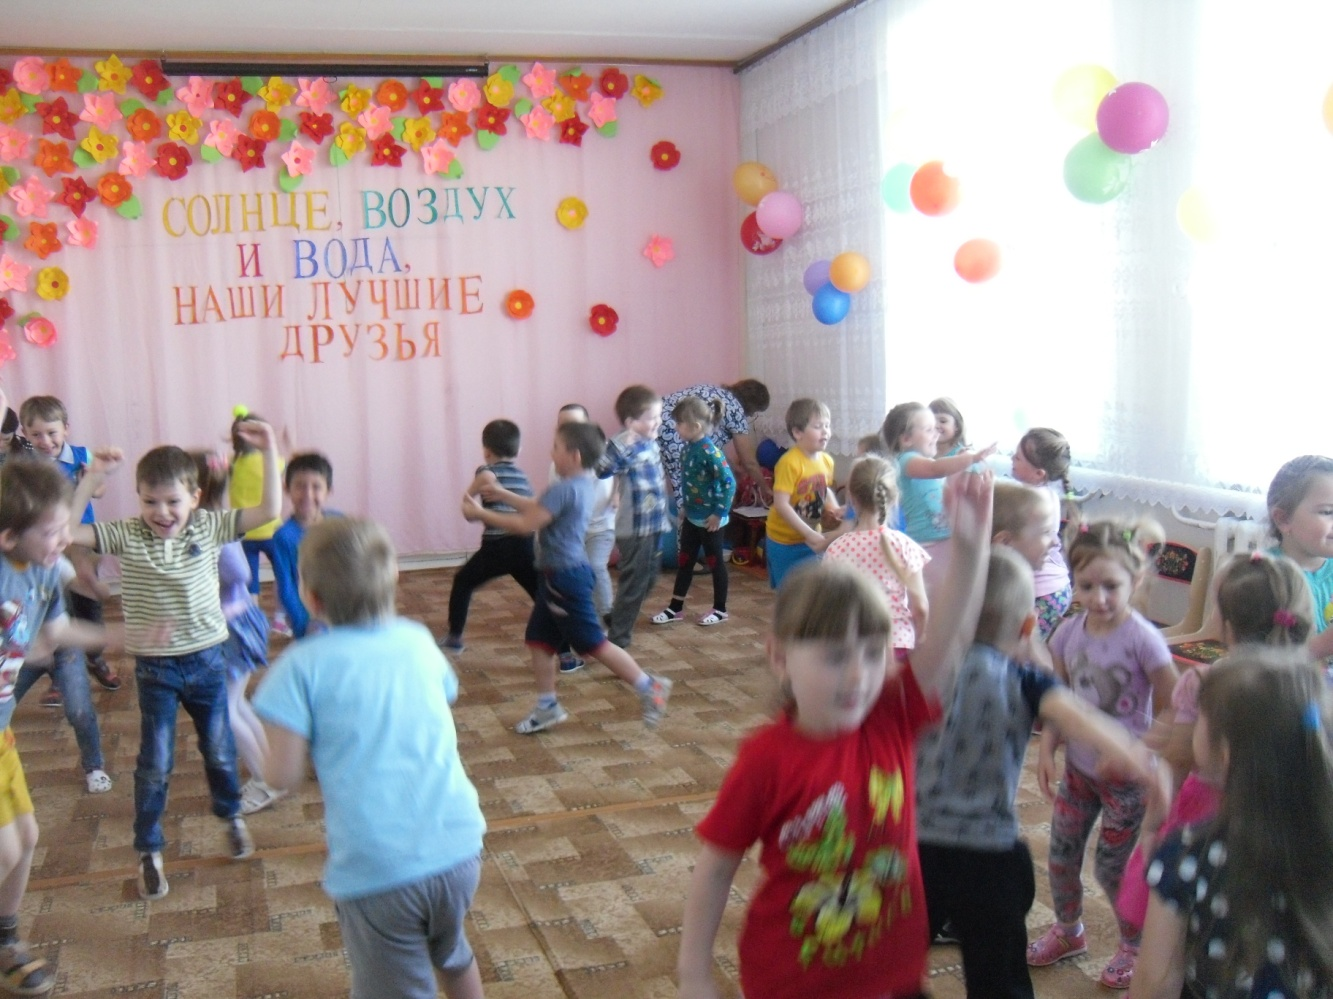 СОЛНЦЕ, ВОЗДУХ
И ВОДА,
НАШИ ЛУЧШИЕ
ДРУЗЬЯ